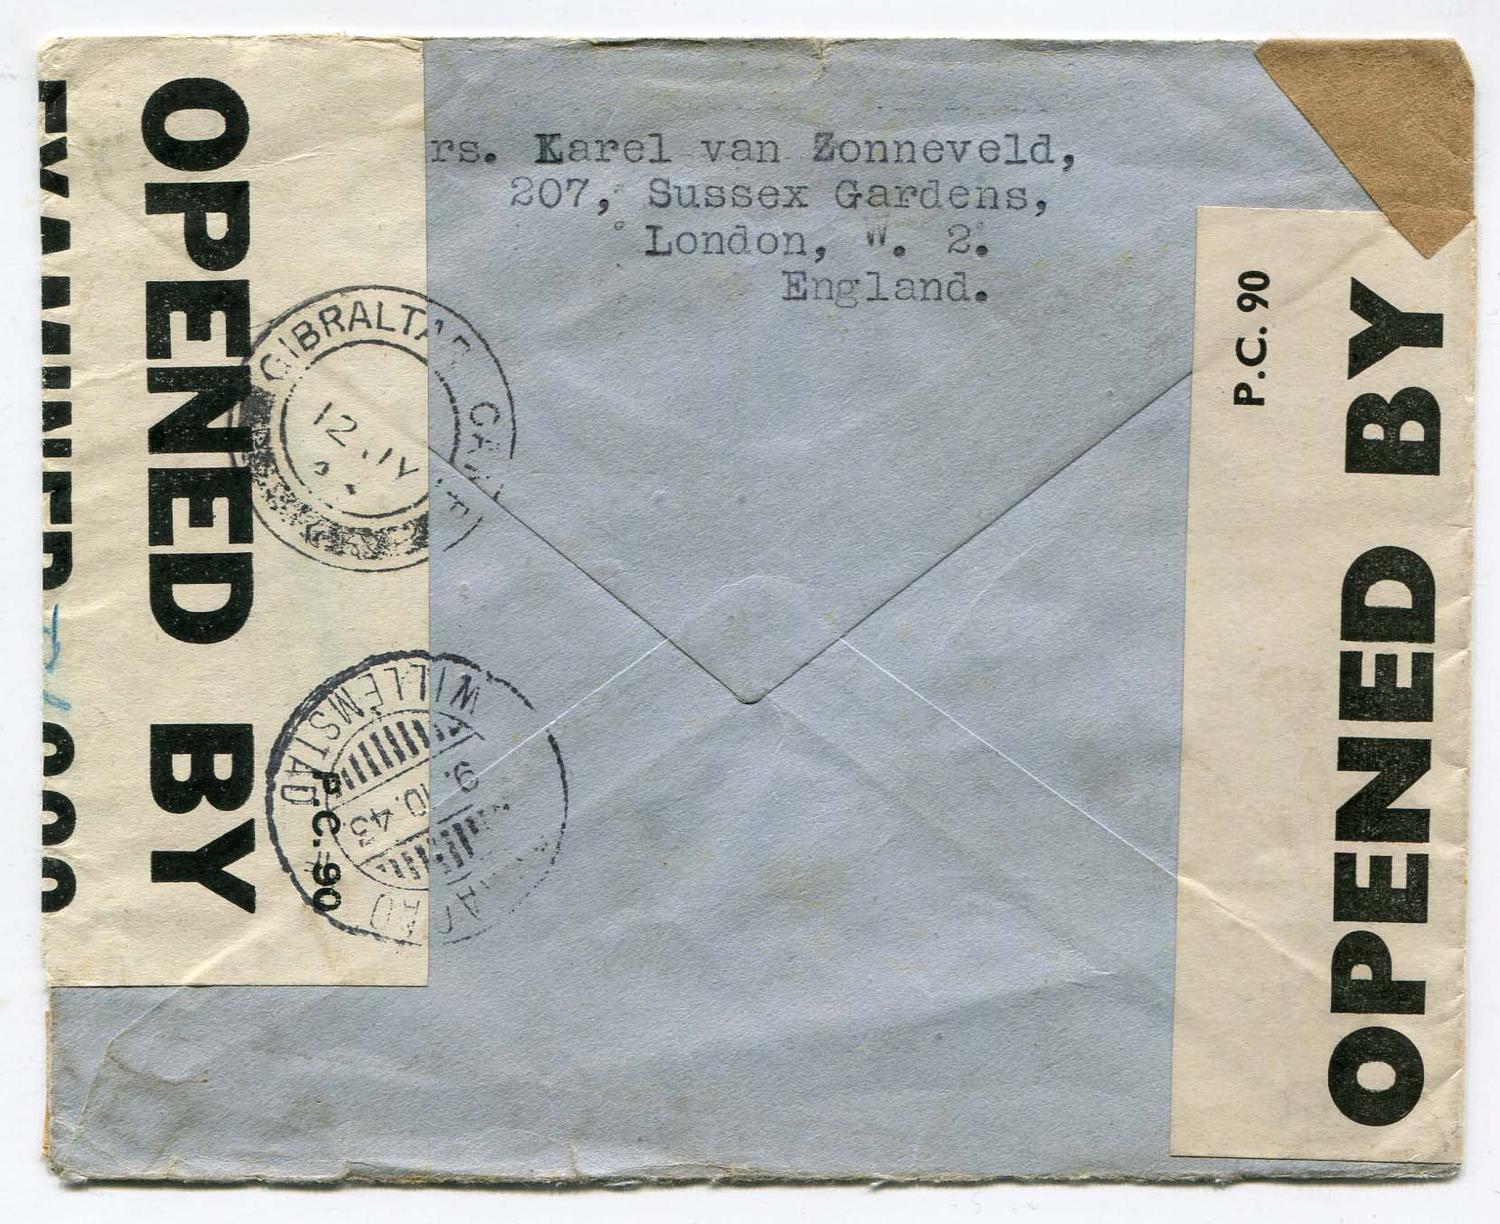 OPENED BY
EXAMINER
P.C. 90
rs. Karel van Zonneveld,
207, Sussex Gardens,
London, W. 2.
England.
GIBRALTAR
12 JY
WILLEMSTAD
9.10.43
P.C. 90
OPENED BY